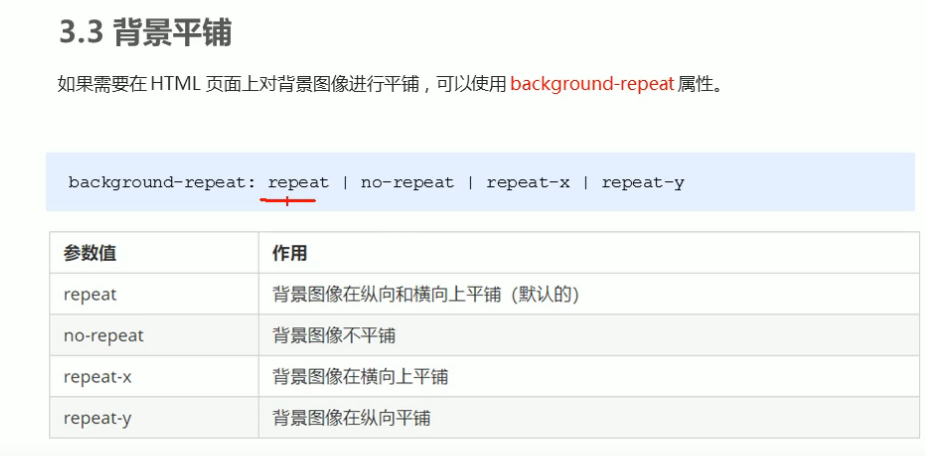 3.3 背景平铺
如果需要在 HTML 页面上对背景图像进行平铺，可以使用 background-repeat 属性。
background-repeat: repeat | no-repeat | repeat-x | repeat-y
参数值 作用
repeat 背景图像在纵向和横向上平铺（默认的）
no-repeat 背景图像不平铺
repeat-x 背景图像在横向上平铺
repeat-y 背景图像在纵向平铺